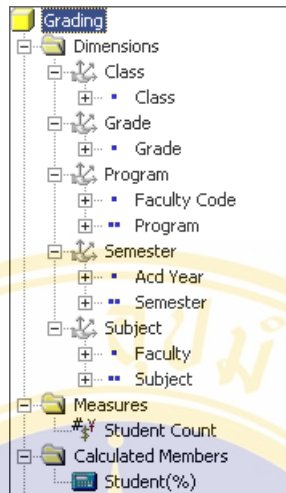 Grading
Dimensions
Class
Class
Grade
Grade
Program
Faculty Code
Program
Semester
Acd Year
Semester
Subject
Faculty
Subject
Measures
Student Count
Calculated Members
Student(%)